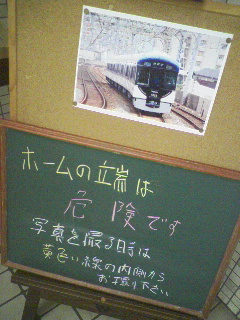 ホームの立端は
危険です
写真を撮る時は
黄色い線の内側から
お撮り下さい